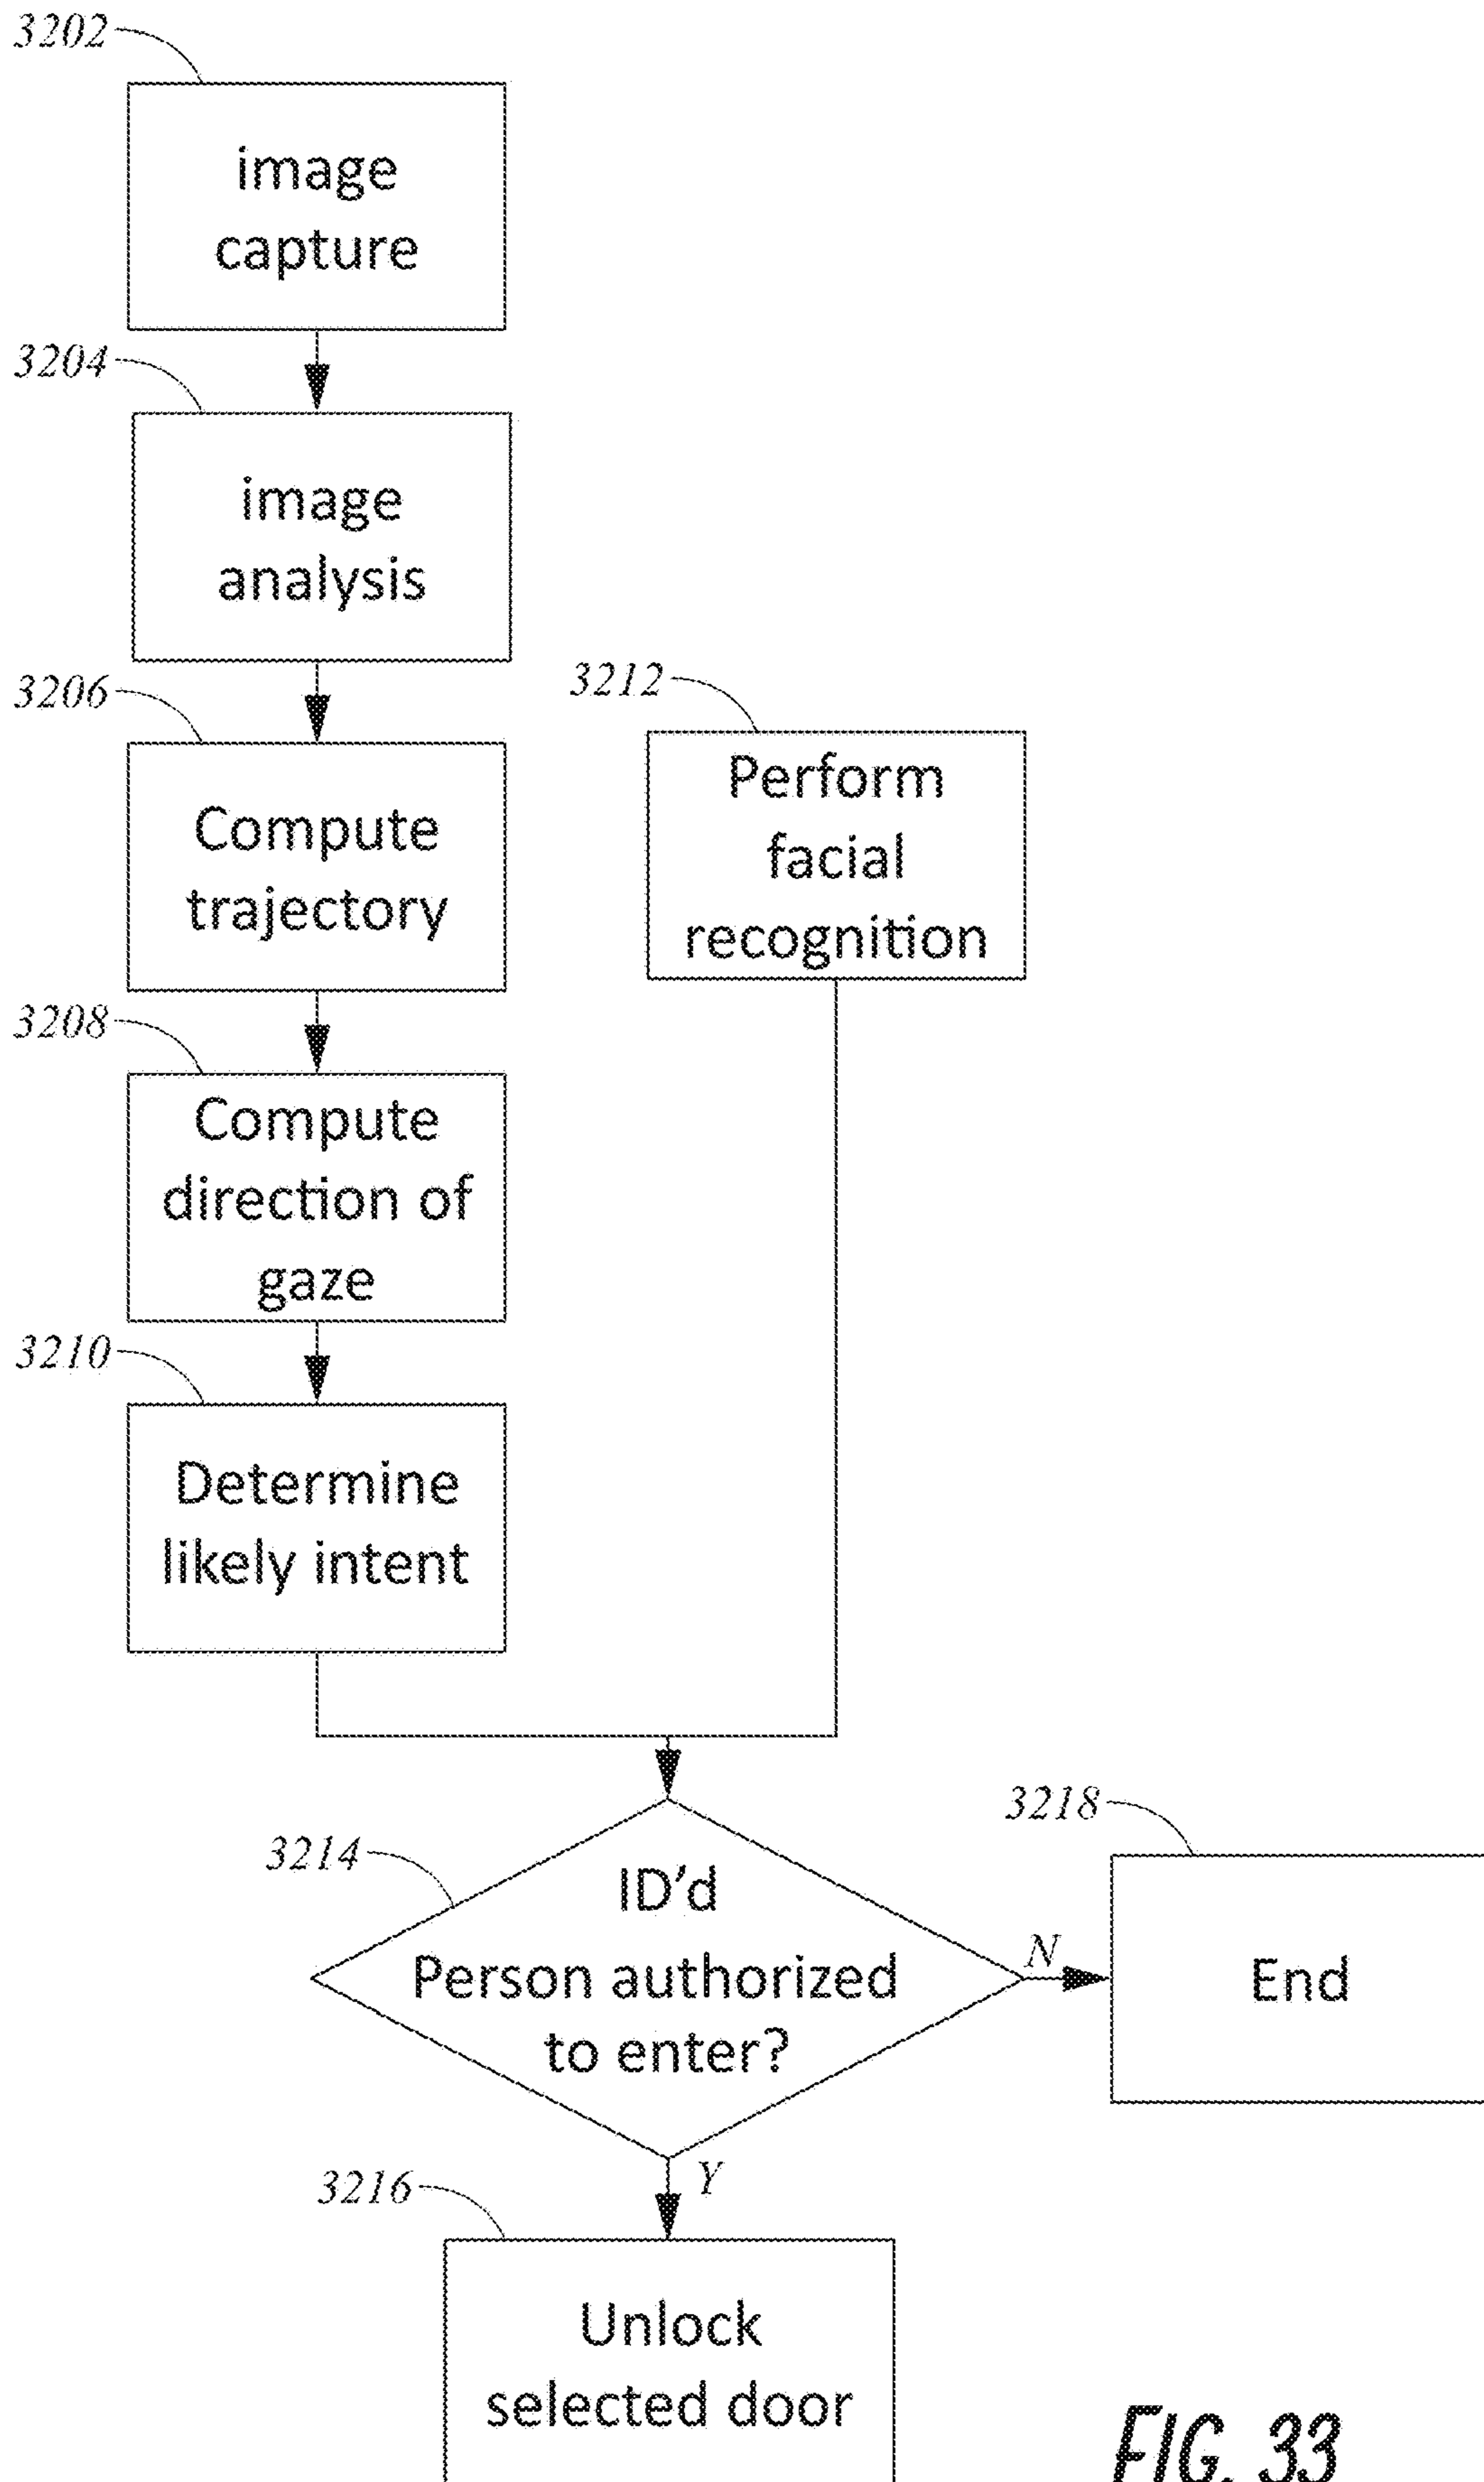 3202
image
capture
3204
image
analysis
3206
Compute
trajectory
3212
Perform
facial
recognition
3208
Compute
direction of
gaze
3210
Determine
likely intent
3214
ID'd
Person authorized
to enter?
N
3218
End
Y
3216
Unlock
selected door
FIG. 33